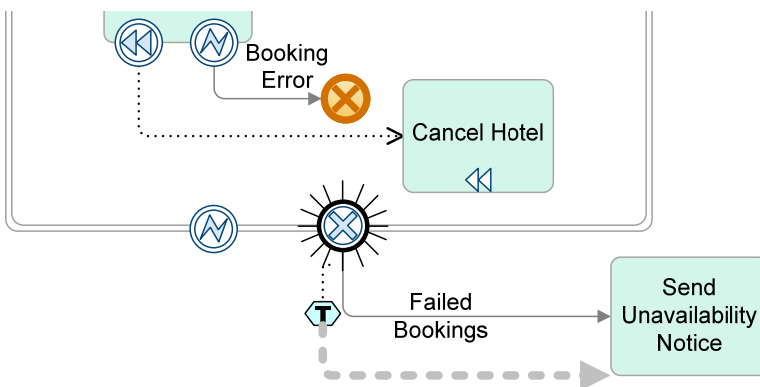 Booking
Error
Cancel Hotel
Failed
Bookings
Send
Unavailability
Notice
T